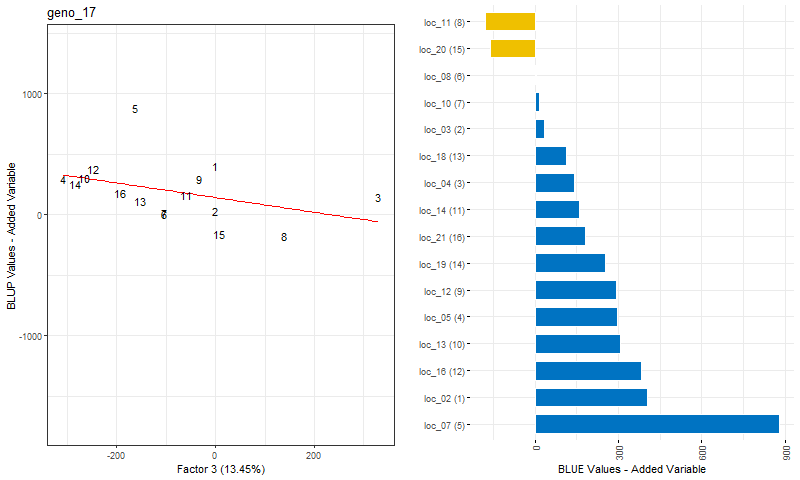 geno_17
BLUP Values - Added Variable
1000
0
-1000
5
1
12
9
4
10
14
16
13
11
3
6
7
2
15
8
-200
0
200
Factor 3 (13.45%)
loc_11 (8)
loc_20 (15)
loc_08 (6)
loc_10 (7)
loc_03 (2)
loc_18 (13)
loc_04 (3)
loc_14 (11)
loc_21 (16)
loc_19 (14)
loc_12 (9)
loc_05 (4)
loc_13 (10)
loc_16 (12)
loc_02 (1)
loc_07 (5)
0
300
600
900
BLUE Values - Added Variable